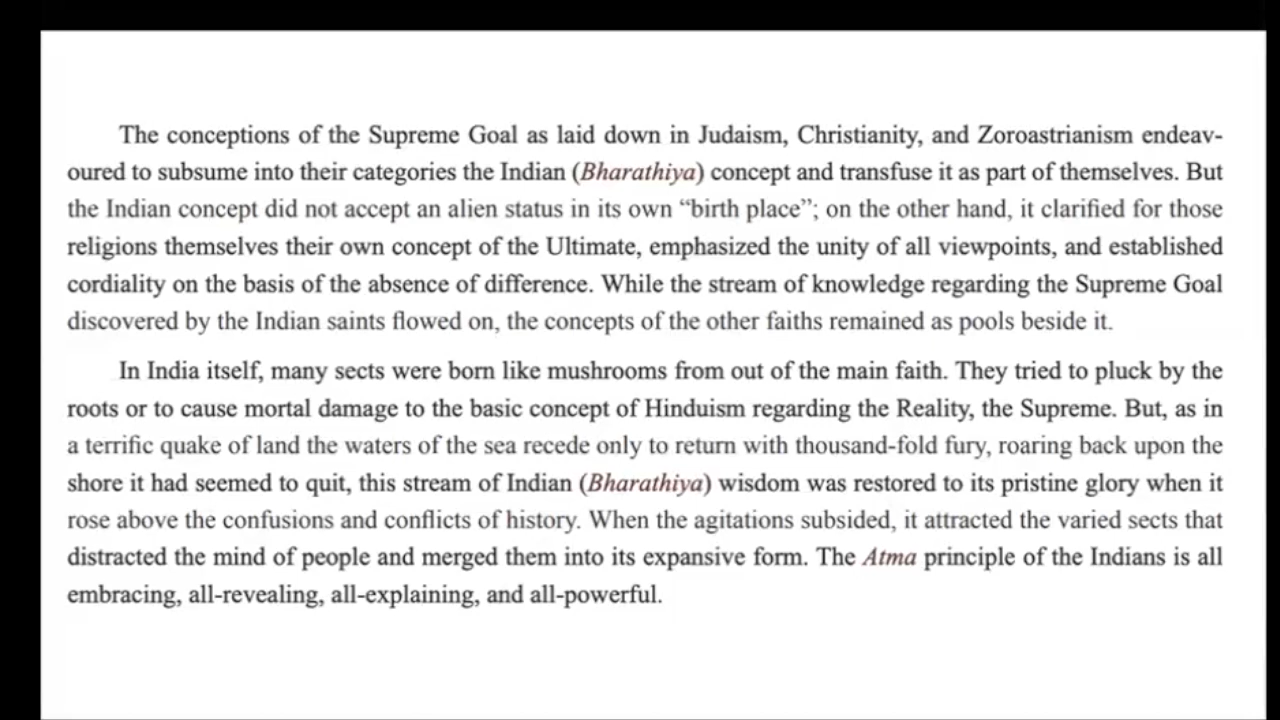 The conceptions of the Supreme Goal as laid down in Judaism, Christianity, and Zoroastrianism endeav-
oured to subsume into their categories the Indian (Bharathiya) concept and transfuse it as part of themselves. But
the Indian concept did not accept an alien status in its own “birth place”; on the other hand, it clarified for those
religions themselves their own concept of the Ultimate, emphasized the unity of all viewpoints, and established
cordiality on the basis of the absence of difference. While the stream of knowledge regarding the Supreme Goal
discovered by the Indian saints flowed on, the concepts of the other faiths remained as pools beside it.
In India itself, many sects were born like mushrooms from out of the main faith. They tried to pluck by the
roots or to cause mortal damage to the basic concept of Hinduism regarding the Reality, the Supreme. But, as in
a terrific quake of land the waters of the sea recede only to return with thousand-fold fury, roaring back upon the
shore it had seemed to quit, this stream of Indian (Bharathiya) wisdom was restored to its pristine glory when it
rose above the confusions and conflicts of history. When the agitations subsided, it attracted the varied sects that
distracted the mind of people and merged them into its expansive form. The Atma principle of the Indians is all
embracing, all-revealing, all-explaining, and all-powerful.